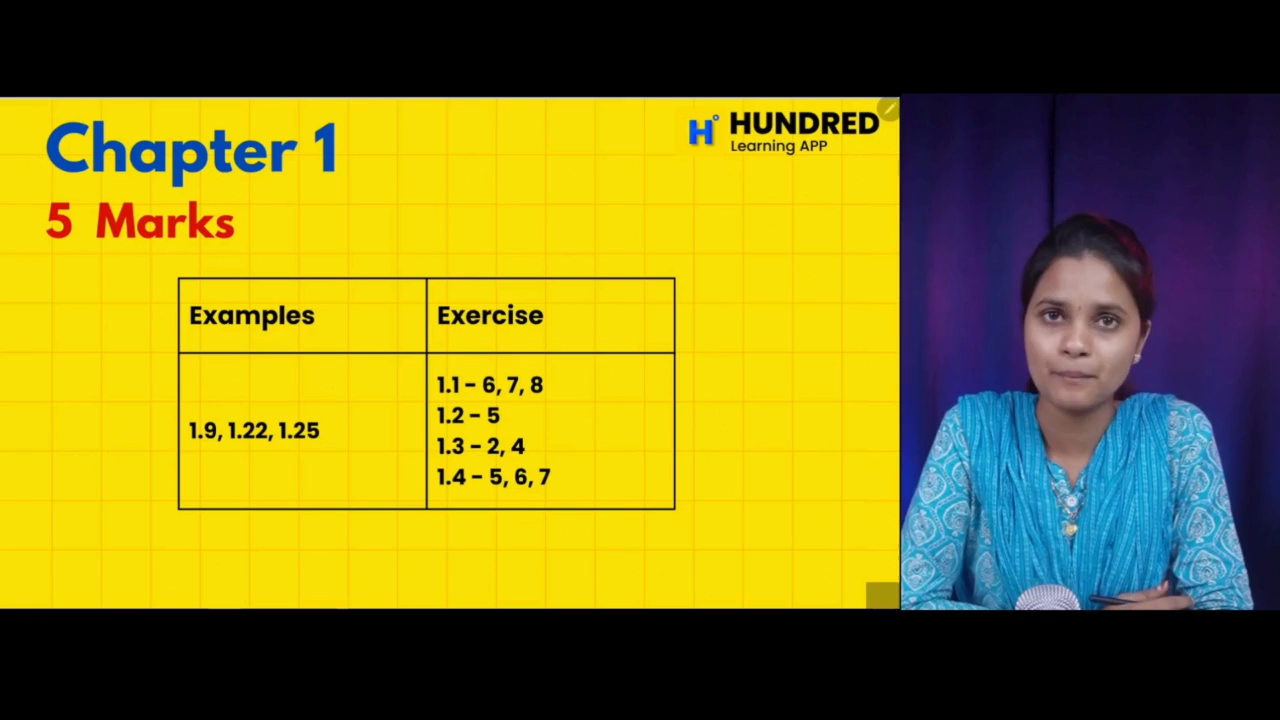 Chapter 1
5 Marks
H° HUNDRED
Learning APP
Examples
Exercise
1.9, 1.22, 1.25
1.1 - 6, 7, 8
1.2 - 5
1.3 - 2, 4
1.4 - 5, 6, 7